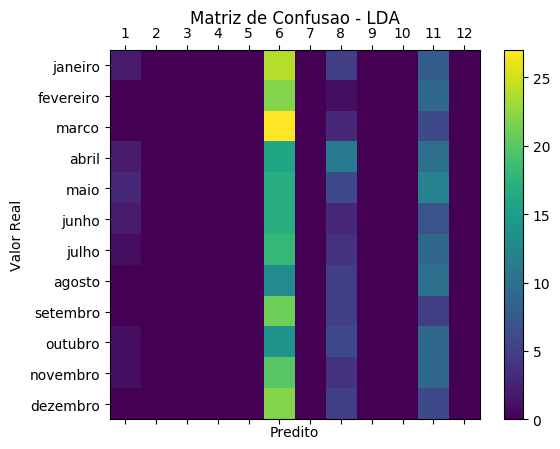 Matriz de Confusao - LDA
1 2 3 4 5 6 7 8 9 10 11 12
janeiro
fevereiro
marco
abril
maio
junho
julho
agosto
setembro
outubro
novembro
dezembro
Valor Real
Predito
25
20
15
10
5
0